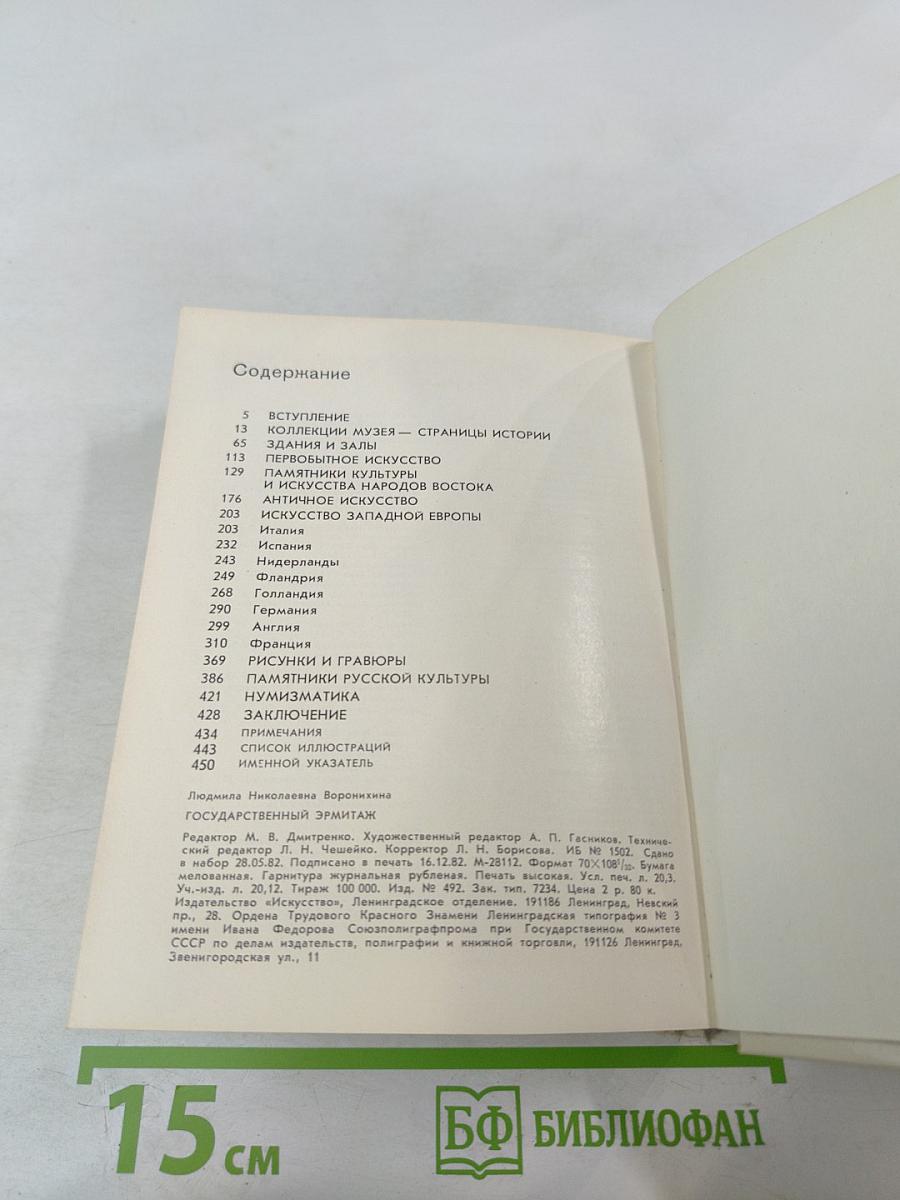 Содержание
5 ВСТУПЛЕНИЕ
13 КОЛЛЕКЦИИ МУЗЕЯ — СТРАНИЦЫ ИСТОРИИ
65 ЗДАНИЯ И ЗАЛЫ
113 ПЕРВОБЫТНОЕ ИСКУССТВО
129 ПАМЯТНИКИ КУЛЬТУРЫ
И ИСКУССТВА НАРОДОВ ВОСТОКА
176 АНТИЧНОЕ ИСКУССТВО
203 ИСКУССТВО ЗАПАДНОЙ ЕВРОПЫ
203 Италия
232 Испания
243 Нидерланды
249 Фландрия
268 Голландия
290 Германия
299 Англия
310 Франция
369 РИСУНКИ И ГРАВЮРЫ
386 ПАМЯТНИКИ РУССКОЙ КУЛЬТУРЫ
421 НУМИЗМАТИКА
428 ЗАКЛЮЧЕНИЕ
434 ПРИМЕЧАНИЯ
443 СПИСОК ИЛЛЮСТРАЦИЙ
450 ИМЕННОЙ УКАЗАТЕЛЬ
Людмила Николаевна Воронихина
ГОСУДАРСТВЕННЫЙ ЭРМИТАЖ
Редактор М. В. Дмитренко. Художественный редактор А. П. Гасников. Техниче-
ский редактор Л. Н. Чешейко. Корректор Л. Н. Борисова. ИБ № 1502. Сдано
в набор 28.05.82. Подписано в печать 16.12.82. М-28112. Формат 70×108¹/₃₂. Бумага
мелованная. Гарнитура журнальная рубленая. Печать высокая. Усл. печ. л. 20,3.
Уч.-изд. л. 20,12. Тираж 100 000. Изд. № 492. Зак. тип. 7234. Цена 2 р. 80 к.
Издательство «Искусство», Ленинградское отделение. 191186 Ленинград, Невский
пр., 28. Ордена Трудового Красного Знамени Ленинградская типография № 3
имени Ивана Федорова Союзполиграфпрома при Государственном комитете
СССР по делам издательств, полиграфии и книжной торговли, 191126 Ленинград,
Звенигородская ул., 11
15 см
БФ БИБЛИОФАН